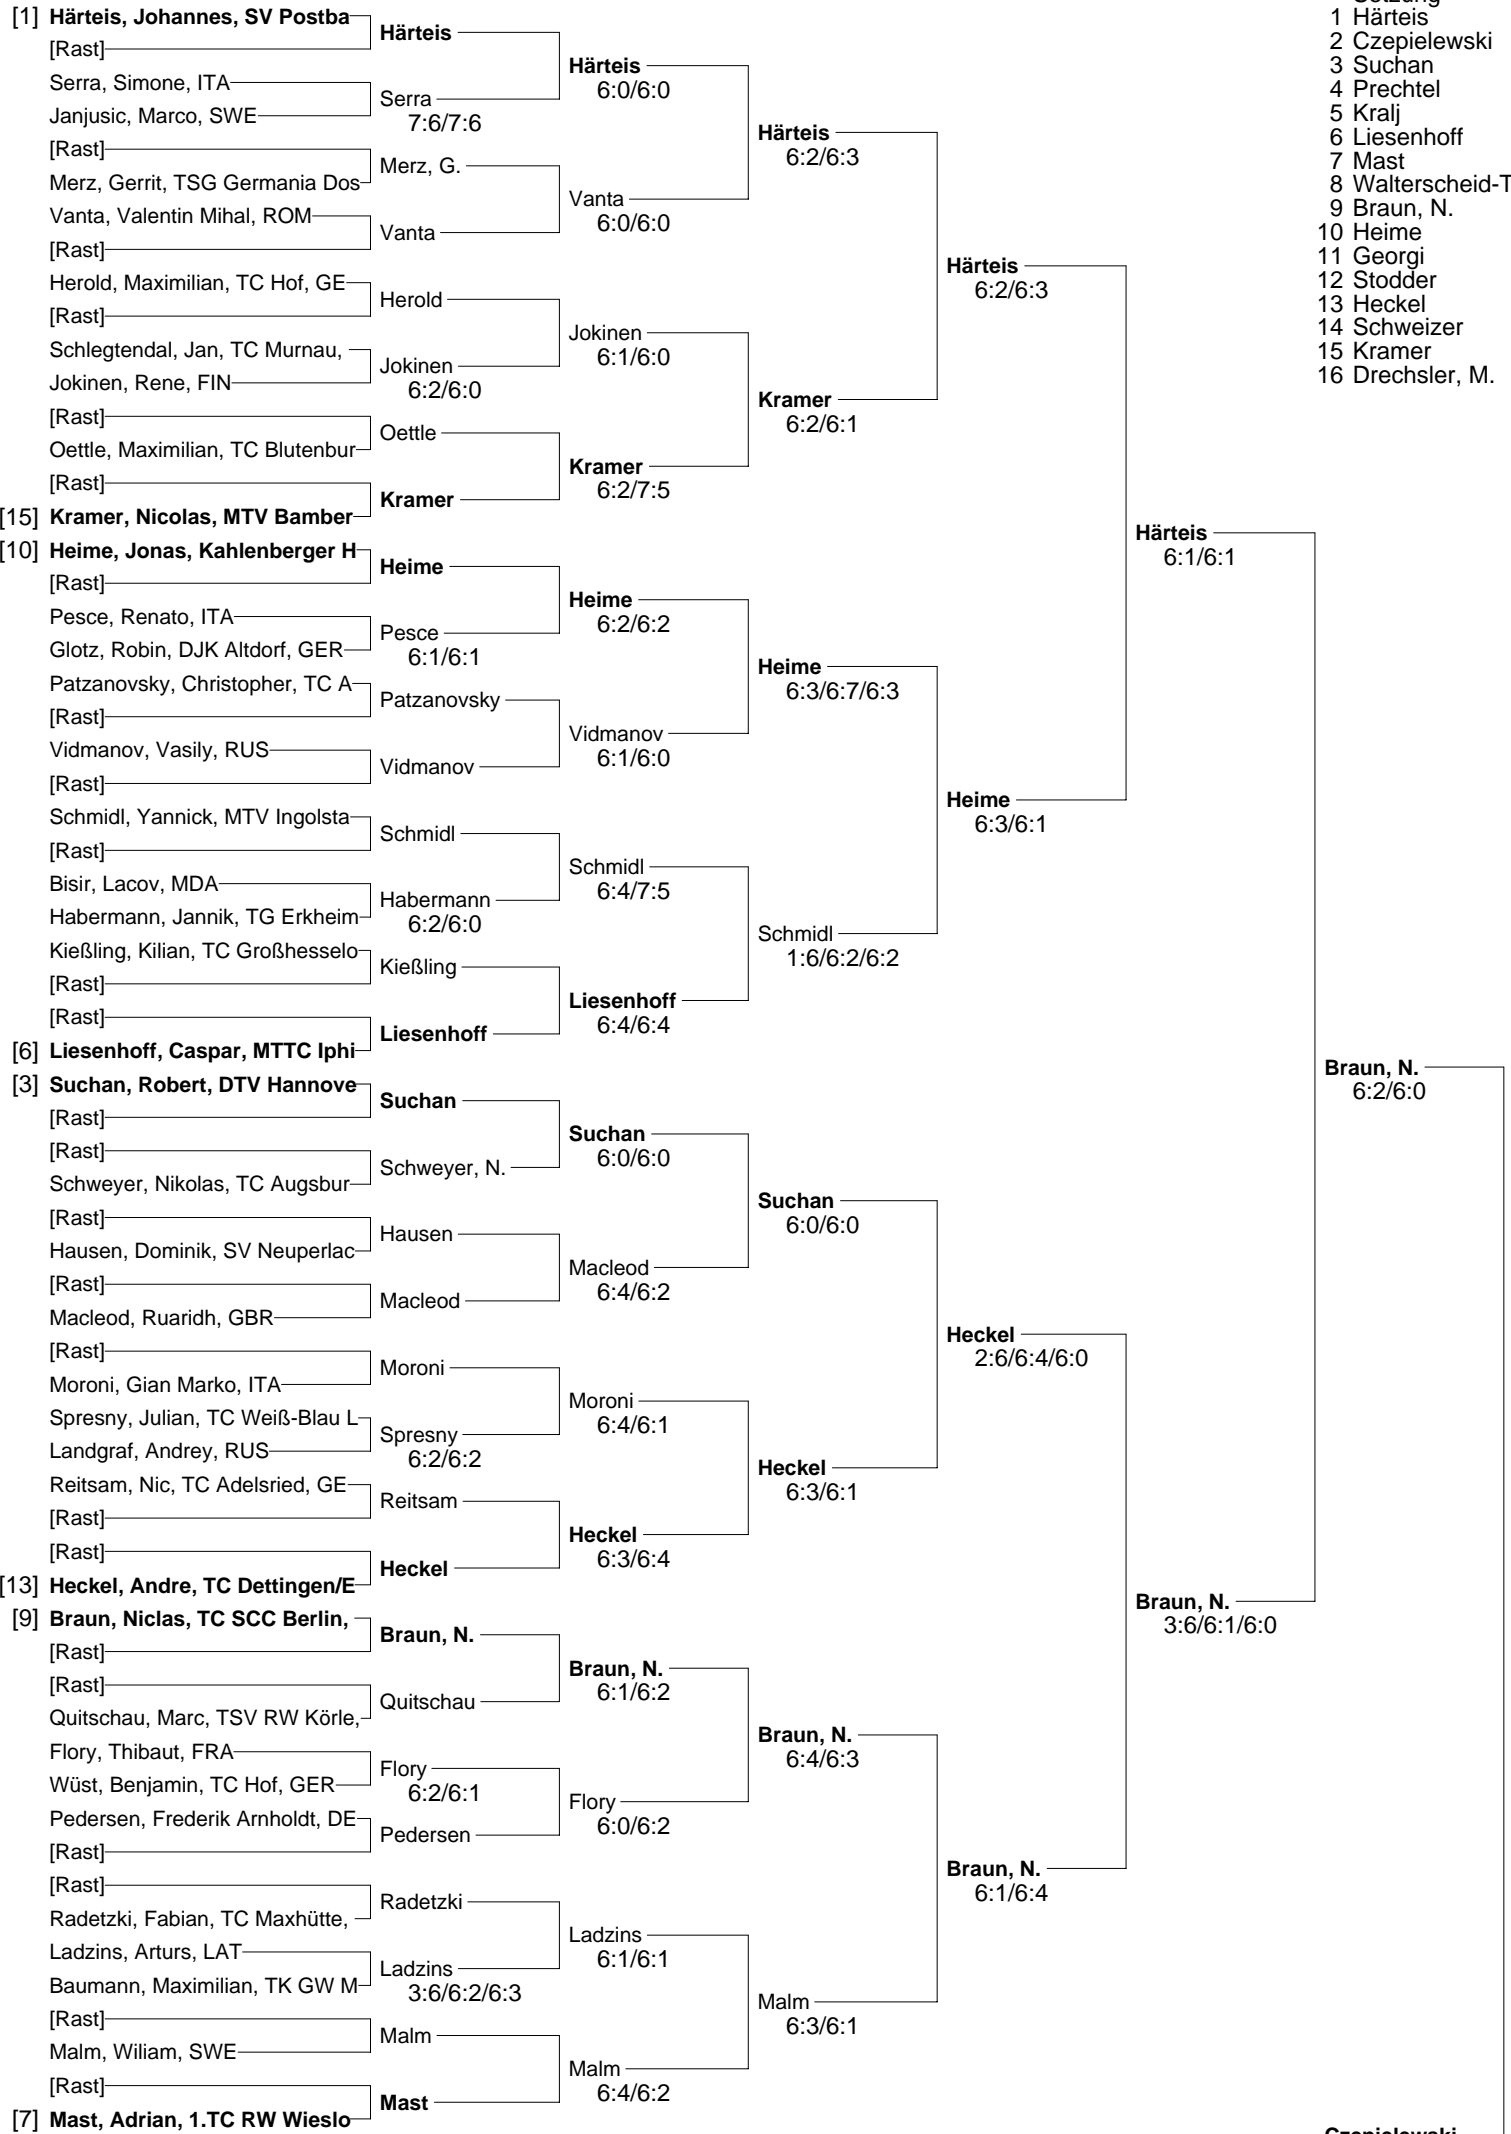 [1] Härteis, Johannes, SV Postba
[Rast]
Serra, Simone, ITA
Janjusic, Marco, SWE
[Rast]
Merz, Gerrit, TSG Germania Dos
Vanta, Valentin Mihal, ROM
[Rast]
Herold, Maximilian, TC Hof, GE
[Rast]
Schlegtendal, Jan, TC Murnau,
Jokinen, Rene, FIN
[Rast]
Oettle, Maximilian, TC Blutenbur
[Rast]
[15] Kramer, Nicolas, MTV Bamber
[10] Heime, Jonas, Kahlenberger H
[Rast]
Pesce, Renato, ITA
Glotz, Robin, DJK Altdorf, GER
Patzanovsky, Christopher, TC A
[Rast]
Vidmanov, Vasily, RUS
[Rast]
Schmidl, Yannick, MTV Ingolsta
[Rast]
Bisir, Lacov, MDA
Habermann, Jannik, TG Erkheim
Kießling, Kilian, TC Großhesselo
[Rast]
[Rast]
[6] Liesenhoff, Caspar, MTTC Iphi
[3] Suchan, Robert, DTV Hannove
[Rast]
[Rast]
Schweyer, Nikolas, TC Augsbur
[Rast]
Hausen, Dominik, SV Neuperlac
[Rast]
Macleod, Ruaridh, GBR
[Rast]
Moroni, Gian Marko, ITA
Spresny, Julian, TC Weiß-Blau L
Landgraf, Andrey, RUS
Reitsam, Nic, TC Adelsried, GE
[Rast]
[Rast]
[13] Heckel, Andre, TC Dettingen/E
[9] Braun, Niclas, TC SCC Berlin,
[Rast]
[Rast]
Quitschau, Marc, TSV RW Körle,
Flory, Thibaut, FRA
Wüst, Benjamin, TC Hof, GER
Pedersen, Frederik Arnholdt, DE
[Rast]
[Rast]
Radetzki, Fabian, TC Maxhütte,
Ladzins, Arturs, LAT
Baumann, Maximilian, TK GW M
[Rast]
Malm, Wiliam, SWE
[Rast]
[7] Mast, Adrian, 1.TC RW Wieslo
Härteis
Serra
7:6/7:6
Merz, G.
Vanta
Herold
Jokinen
6:2/6:0
Oettle
Kramer
Heime
Pesce
6:1/6:1
Patzanovsky
Vidmanov
Schmidl
Habermann
6:2/6:0
Kießling
Liesenhoff
Suchan
Schweyer, N.
Hausen
Macleod
Moroni
Spresny
6:2/6:2
Reitsam
Heckel
Braun, N.
Quitschau
Flory
6:2/6:1
Pedersen
Radetzki
Ladzins
3:6/6:2/6:3
Malm
Mast
Härteis
6:0/6:0
Vanta
6:0/6:0
Jokinen
6:1/6:0
Kramer
6:2/7:5
Heime
6:2/6:2
Vidmanov
6:1/6:0
Schmidl
6:4/7:5
Liesenhoff
6:4/6:4
Suchan
6:0/6:0
Macleod
6:4/6:2
Moroni
6:4/6:1
Heckel
6:3/6:4
Braun, N.
6:1/6:2
Flory
6:0/6:2
Ladzins
6:1/6:1
Malm
6:4/6:2
Härteis
6:2/6:3
Kramer
6:2/6:1
Heime
6:3/6:7/6:3
Schmidl
1:6/6:2/6:2
Suchan
6:0/6:0
Heckel
6:3/6:1
Braun, N.
6:4/6:3
Malm
6:3/6:1
Härteis
6:2/6:3
Heime
6:3/6:1
Heckel
2:6/6:4/6:0
Braun, N.
6:1/6:4
Härteis
6:1/6:1
Braun, N.
3:6/6:1/6:0
Braun, N.
6:2/6:0
1 Härteis
2 Czepielewski
3 Suchan
4 Prechtel
5 Kralj
6 Liesenhoff
7 Mast
8 Walterscheid-T
9 Braun, N.
10 Heime
11 Georgi
12 Stodder
13 Heckel
14 Schweizer
15 Kramer
16 Drechsler, M.